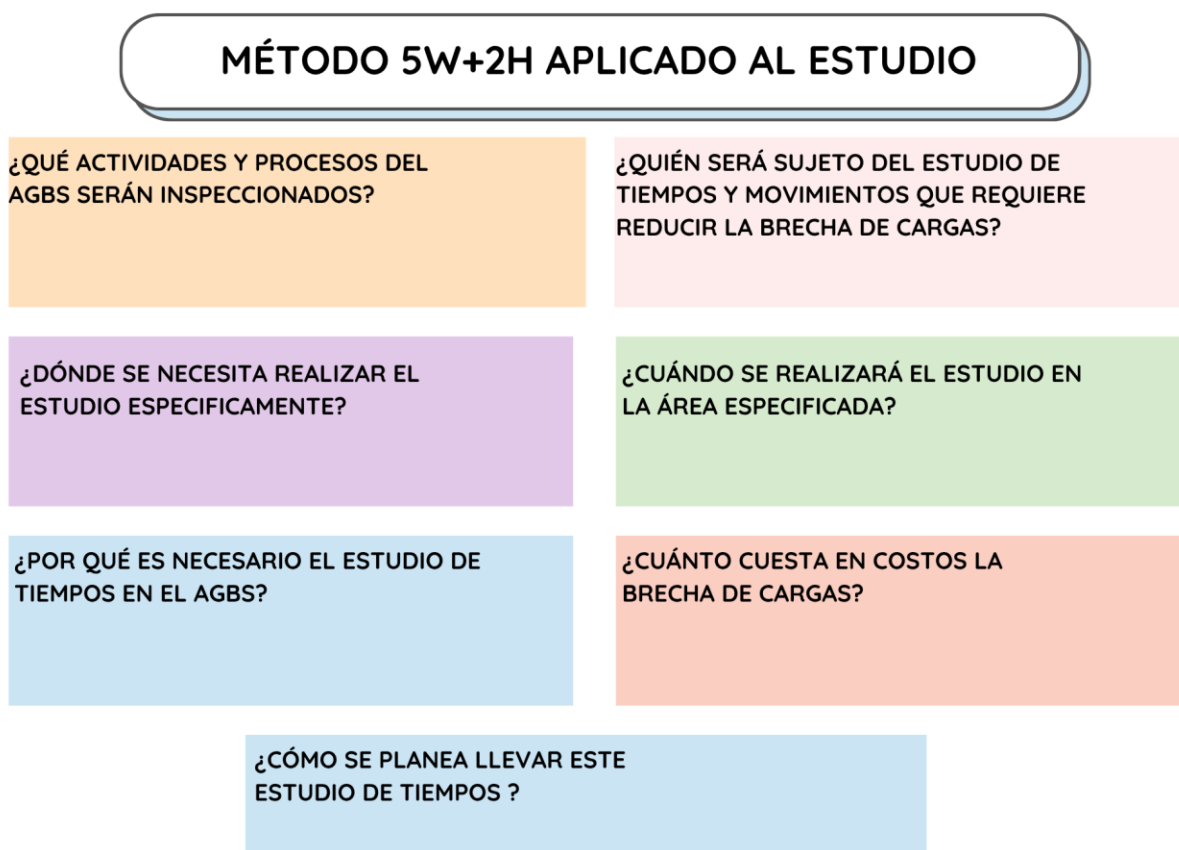 MÉTODO 5W+2H APLICADO AL ESTUDIO
¿QUÉ ACTIVIDADES Y PROCESOS DEL
AGBS SERÁN INSPECCIONADOS?
¿QUIÉN SERÁ SUJETO DEL ESTUDIO DE
TIEMPOS Y MOVIMIENTOS QUE REQUIERE
REDUCIR LA BRECHA DE CARGAS?
¿DÓNDE SE NECESITA REALIZAR EL
ESTUDIO ESPECIFICAMENTE?
¿CUÁNDO SE REALIZARÁ EL ESTUDIO EN
LA ÁREA ESPECIFICADA?
¿POR QUÉ ES NECESARIO EL ESTUDIO DE
TIEMPOS EN EL AGBS?
¿CUÁNTO CUESTA EN COSTOS LA
BRECHA DE CARGAS?
¿CÓMO SE PLANEA LLEVAR ESTE
ESTUDIO DE TIEMPOS ?